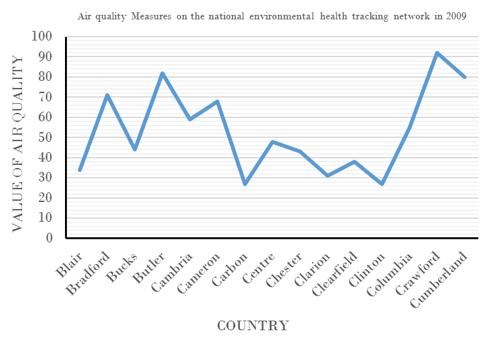 Air quality Measures on the national environmental health tracking network in 2009
VALUE OF AIR QUALITY
100
90
80
70
60
50
40
30
20
10
0
Blair
Bradford
Bucks
Butler
Cambria
Cameron
Carbon
Centre
Chester
Clarion
Clearfield
Clinton
Columbia
Crawford
Cumberland
COUNTRY